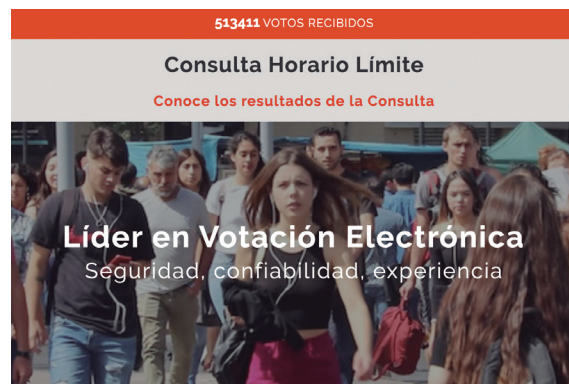 513411 VOTOS RECIBIDOS
Consulta Horario Límite
Conoce los resultados de la Consulta
Líder en Votación Electrónica
Seguridad, confiabilidad, experiencia